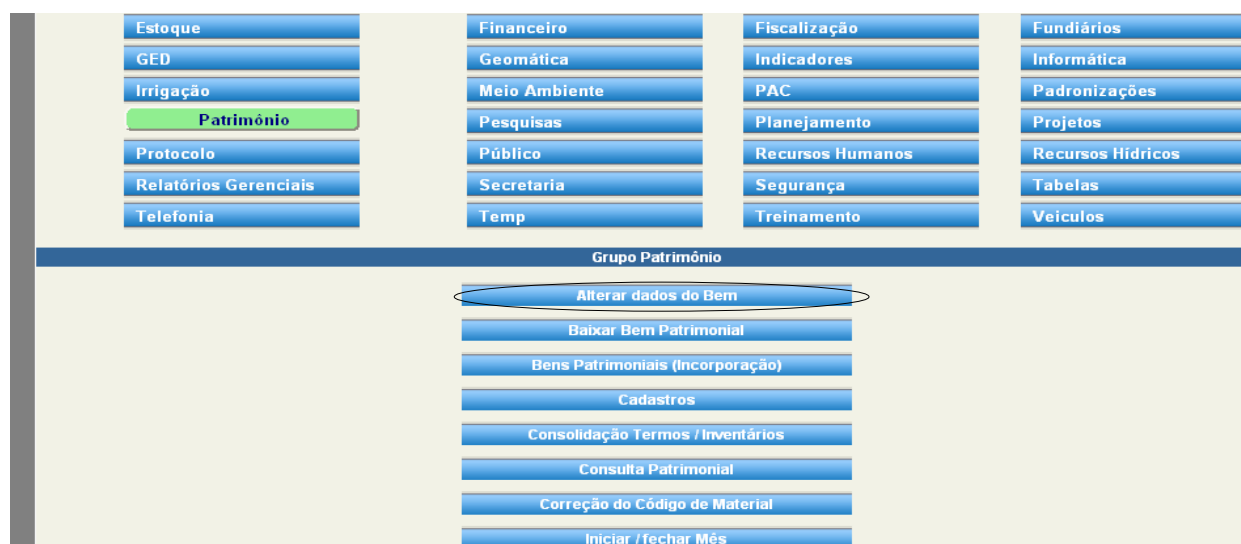 Estoque Financeiro Fiscalização Fundiários
GED Geomática Indicadores Informática
Irrigação Meio Ambiente PAC Padronizações
Patrimônio Pesquisas Planejamento Projetos
Protocolo Público Recursos Humanos Recursos Hídricos
Relatórios Gerenciais Secretaria Segurança Tabelas
Telefonia Temp Treinamento Veiculos
Grupo Patrimônio
Alterar dados do Bem
Baixar Bem Patrimonial
Bens Patrimoniais (Incorporação)
Cadastros
Consolidação Termos / Inventários
Consulta Patrimonial
Correção do Código de Material
Iniciar / fechar Mês